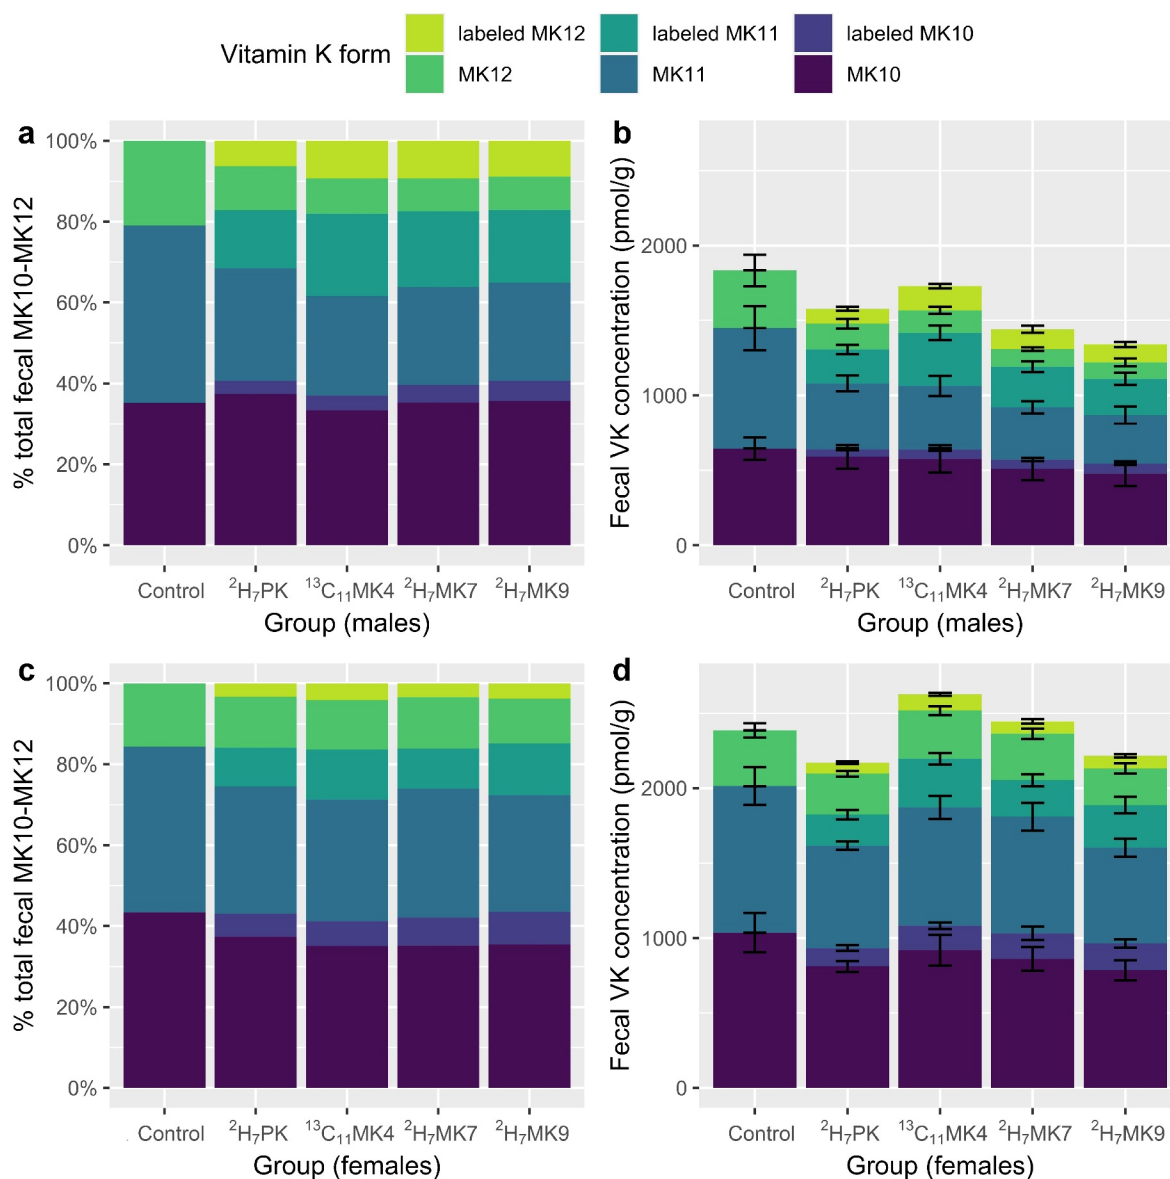 Vitamin K form
labeled MK12 labeled MK11 labeled MK10
MK12 MK11 MK10
a
% total fecal MK10-MK12
100%
80%
60%
40%
20%
0%
Control ²H₇PK ¹³C₁₁MK4 ²H₇MK7 ²H₇MK9
Group (males)
b
Fecal VK concentration (pmol/g)
2000
1000
0
Control ²H₇PK ¹³C₁₁MK4 ²H₇MK7 ²H₇MK9
Group (males)
c
% total fecal MK10-MK12
100%
80%
60%
40%
20%
0%
Control ²H₇PK ¹³C₁₁MK4 ²H₇MK7 ²H₇MK9
Group (females)
d
Fecal VK concentration (pmol/g)
2000
1000
0
Control ²H₇PK ¹³C₁₁MK4 ²H₇MK7 ²H₇MK9
Group (females)